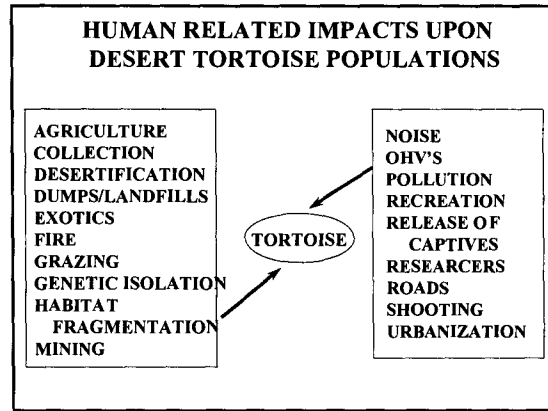 HUMAN RELATED IMPACTS UPON
DESERT TORTOISE POPULATIONS
AGRICULTURE
COLLECTION
DESERTIFICATION
DUMPS/LANDFILLS
EXOTICS
FIRE
GRAZING
GENETIC ISOLATION
HABITAT
FRAGMENTATION
MINING
TORTOISE
NOISE
OHV'S
POLLUTION
RECREATION
RELEASE OF
CAPTIVES
RESEARCERS
ROADS
SHOOTING
URBANIZATION